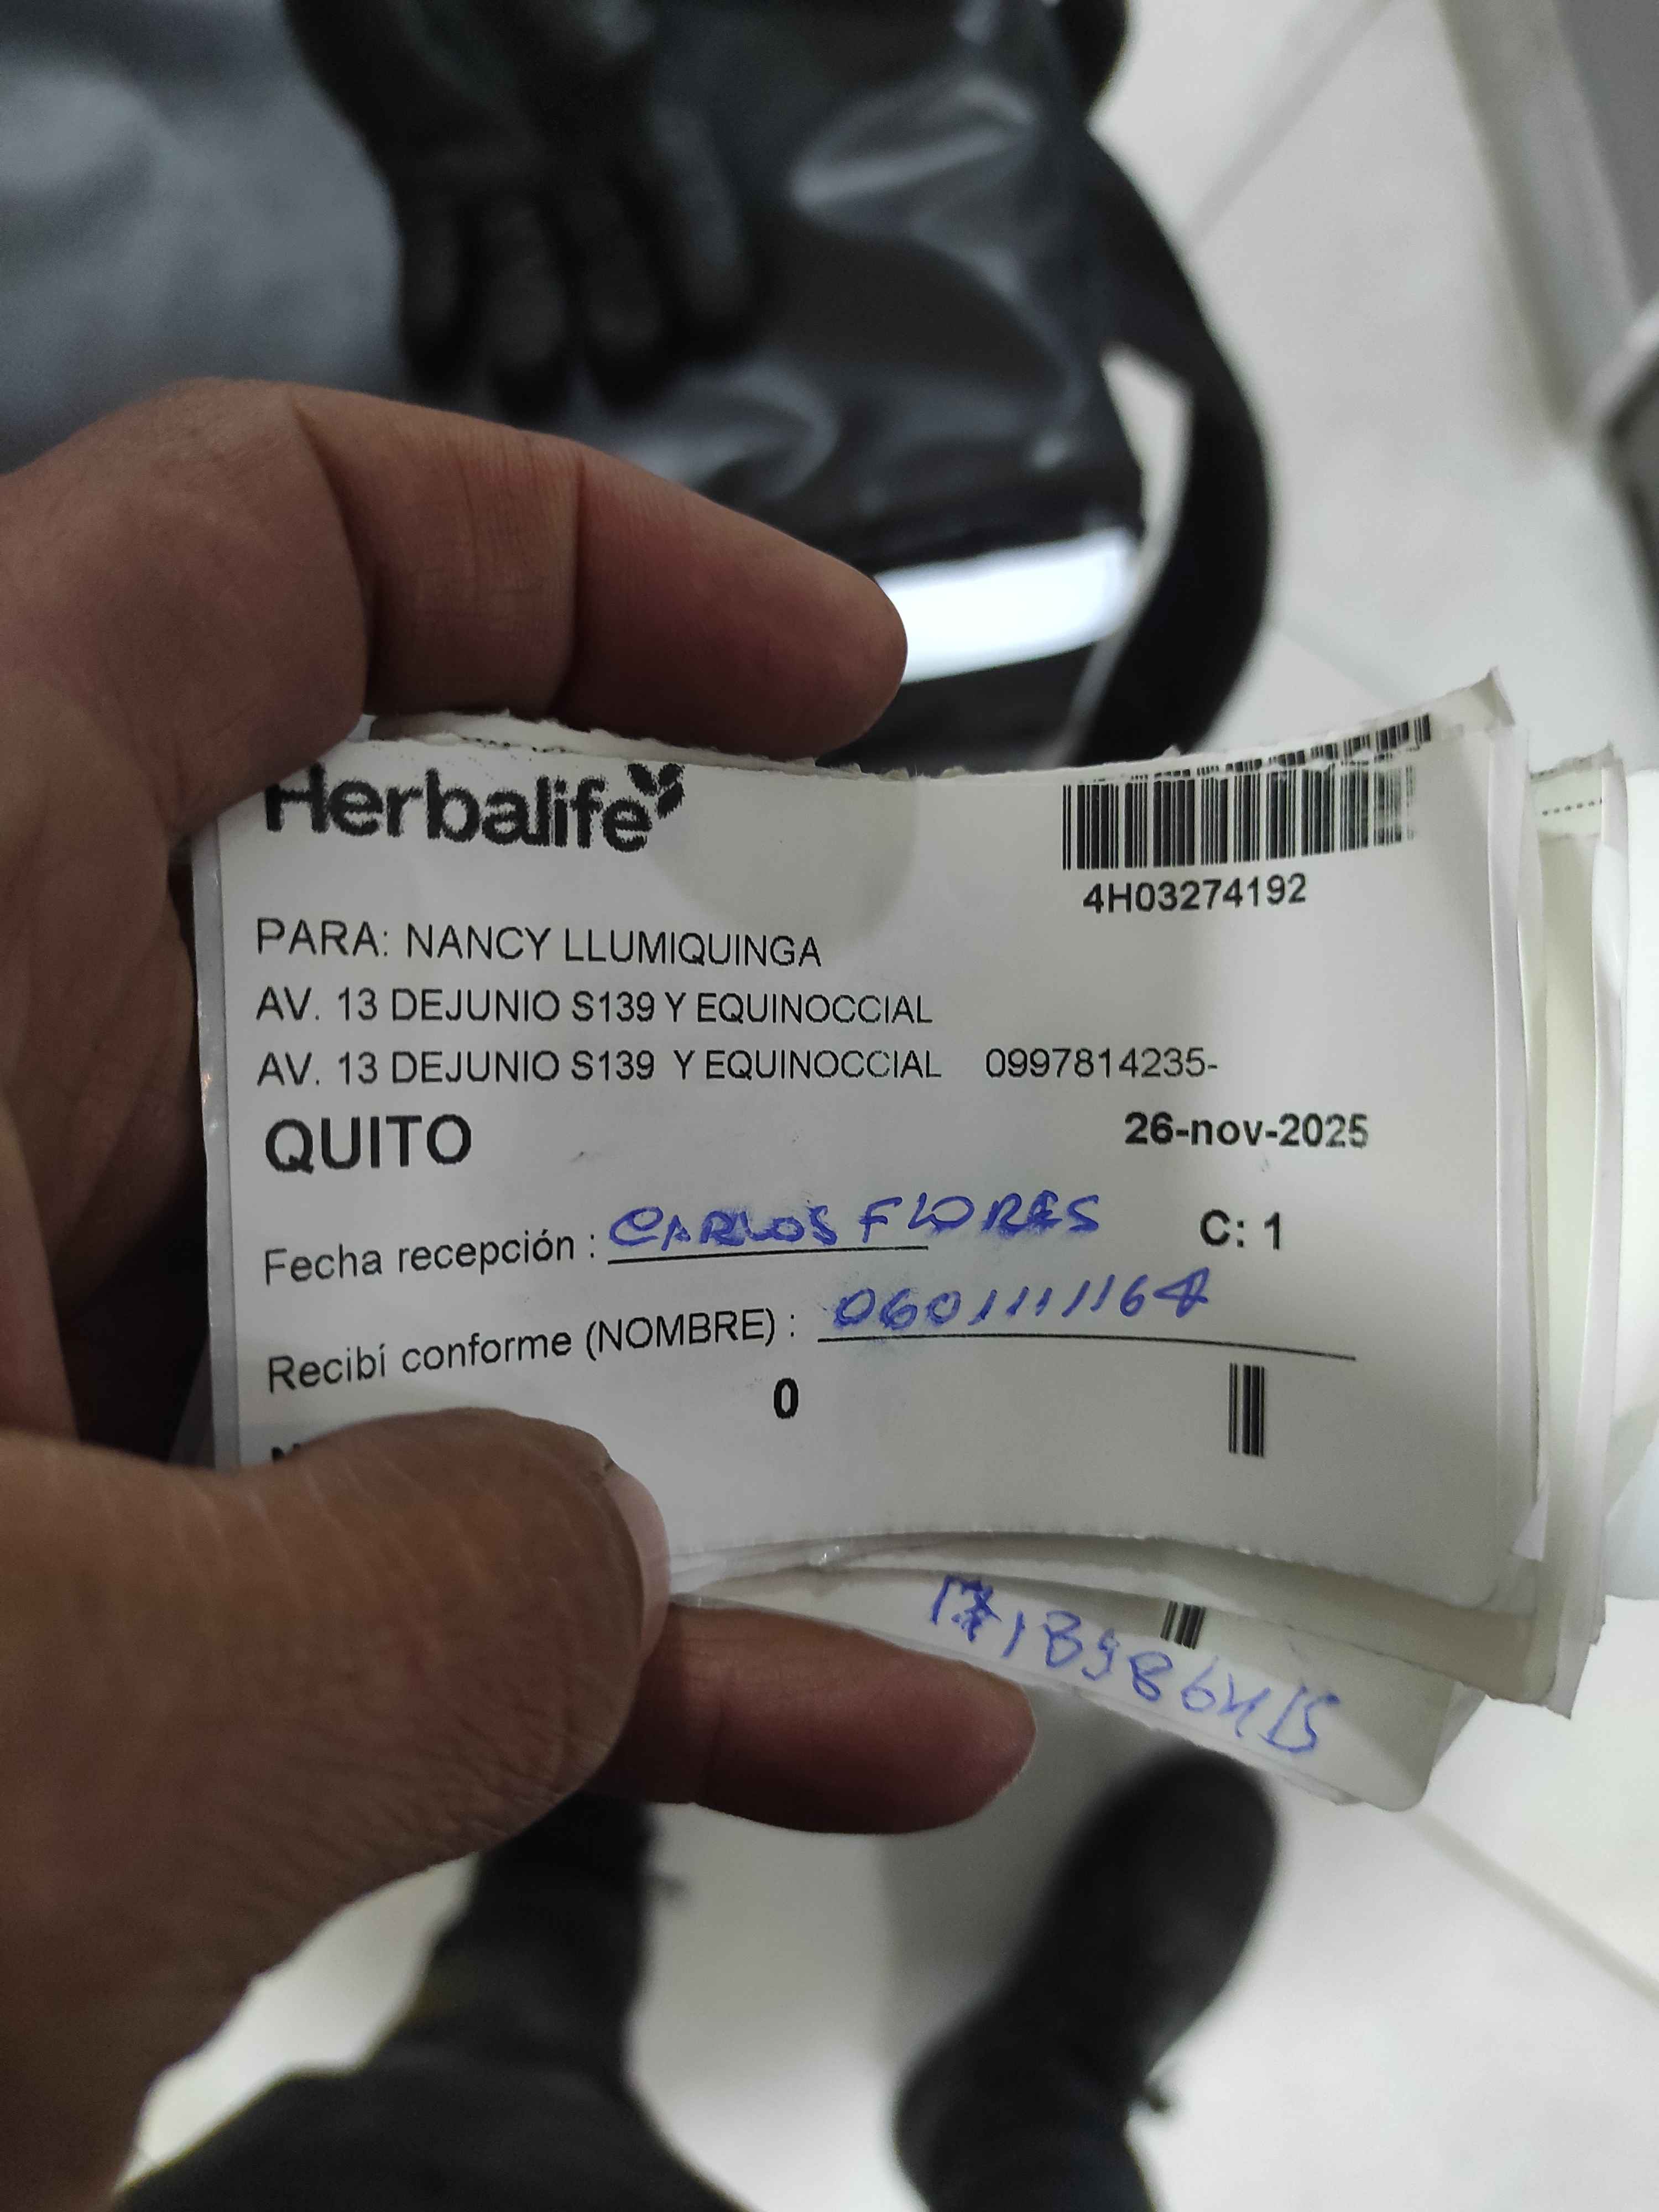 Herbalife
4H03274192
PARA: NANCY LLUMIQUINGA
AV. 13 DEJUNIO S139 Y EQUINOCCIAL
AV. 13 DEJUNIO S139 Y EQUINOCCIAL 0997814235-
QUITO 26-nov-2025
Fecha recepción : CARLOS FLORES C: 1
Recibí conforme (NOMBRE) : 0601111168
0